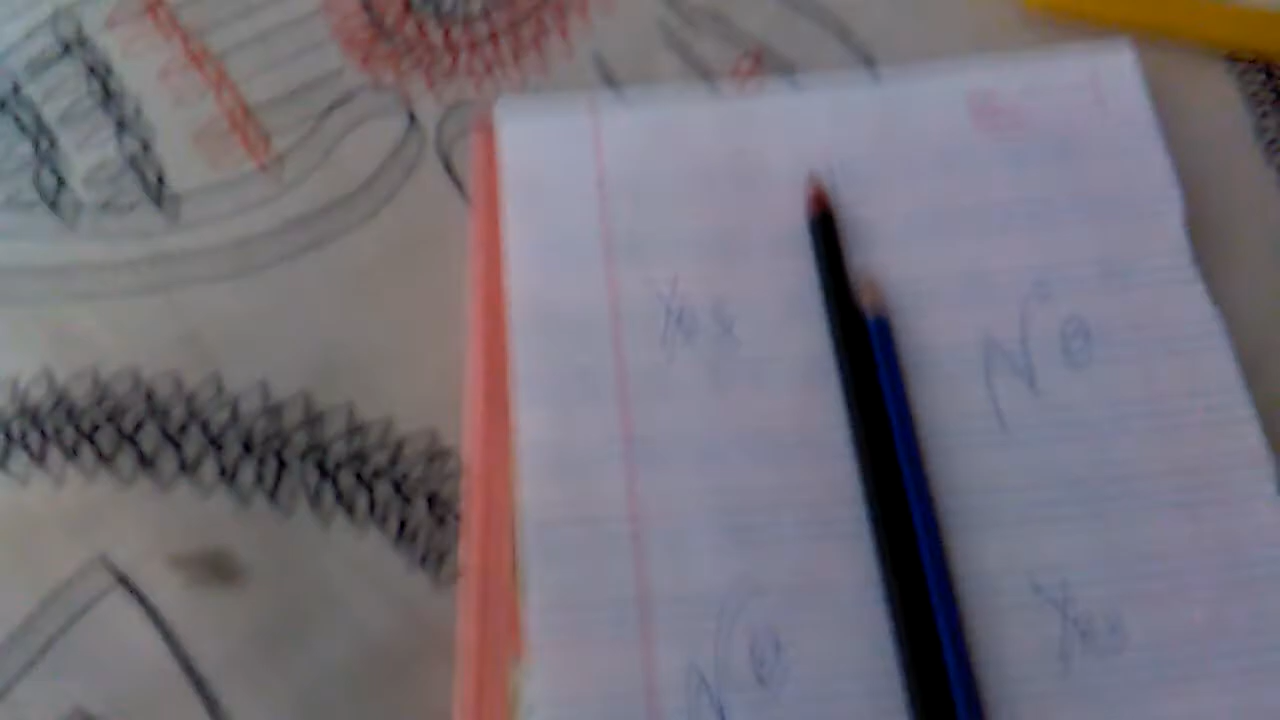 Yes No
No Yes